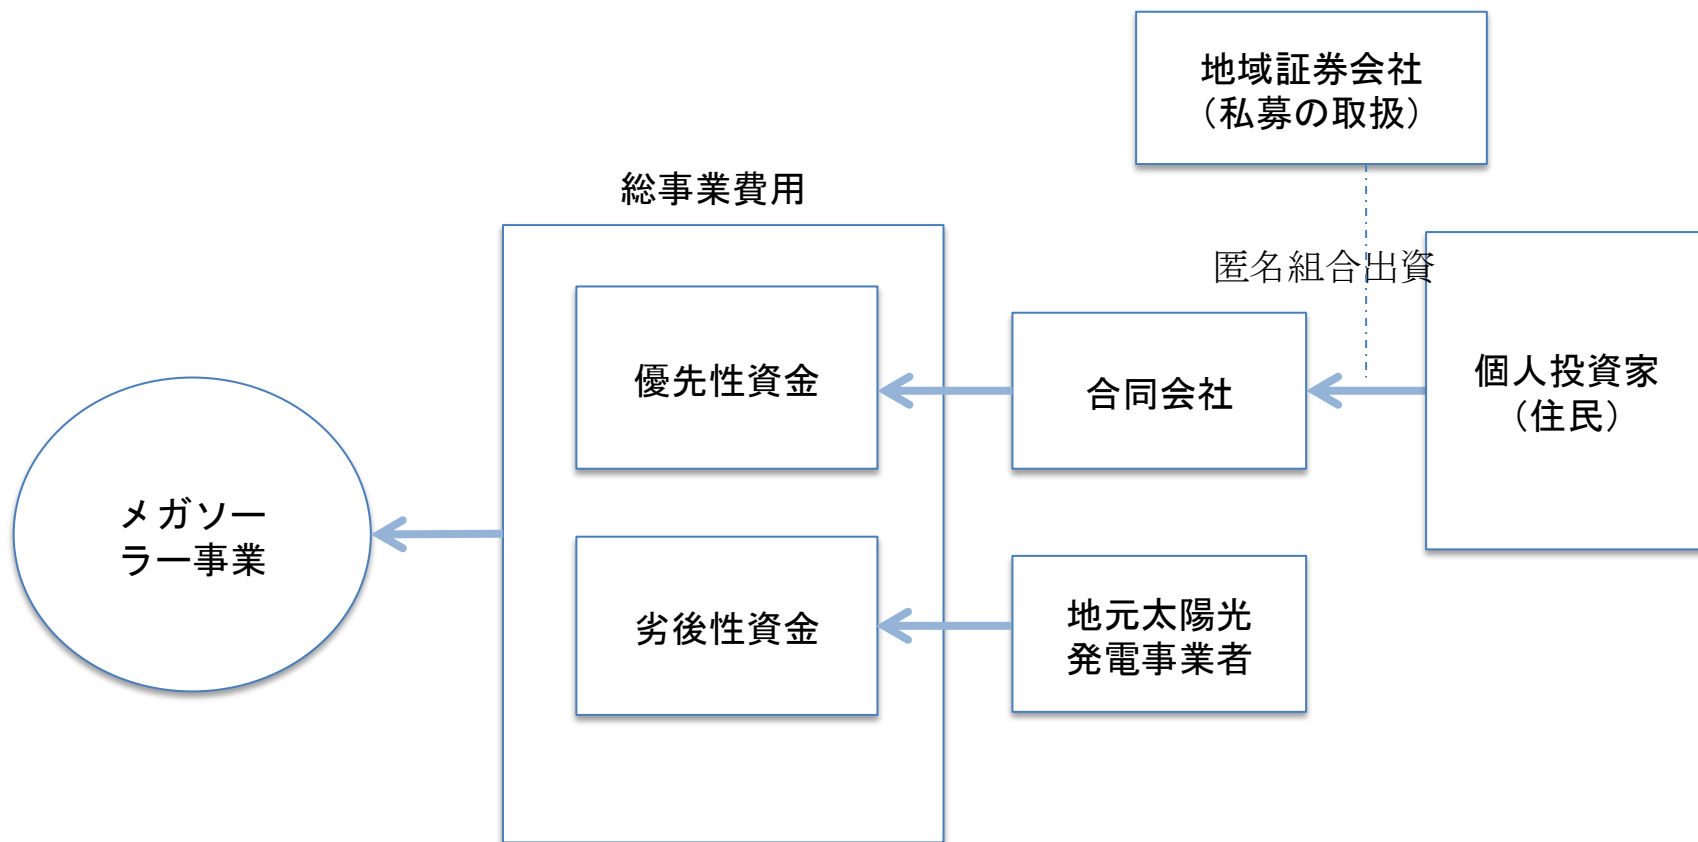 地域証券会社
（私募の取扱）
総事業費用
匿名組合出資
優先性資金
合同会社
個人投資家
（住民）
メガソー
ラー事業
劣後性資金
地元太陽光
発電事業者